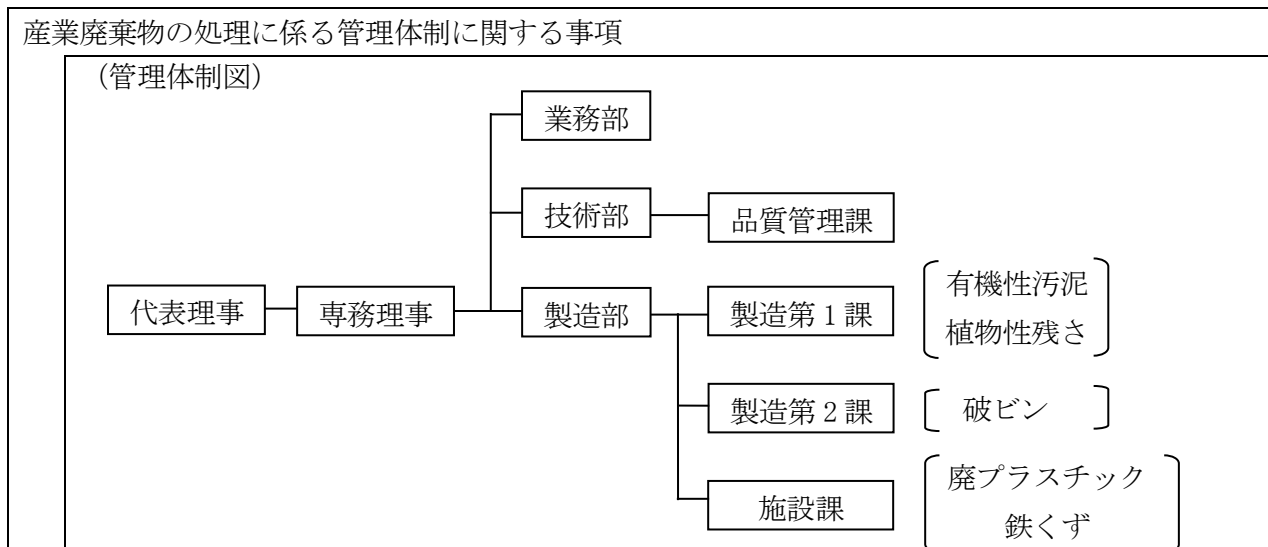 産業廃棄物の処理に係る管理体制に関する事項
（管理体制図）
業務部
技術部
品質管理課
代表理事
専務理事
製造部
製造第１課
有機性汚泥
植物性残さ
製造第２課
破ビン
施設課
廃プラスチック
鉄くず